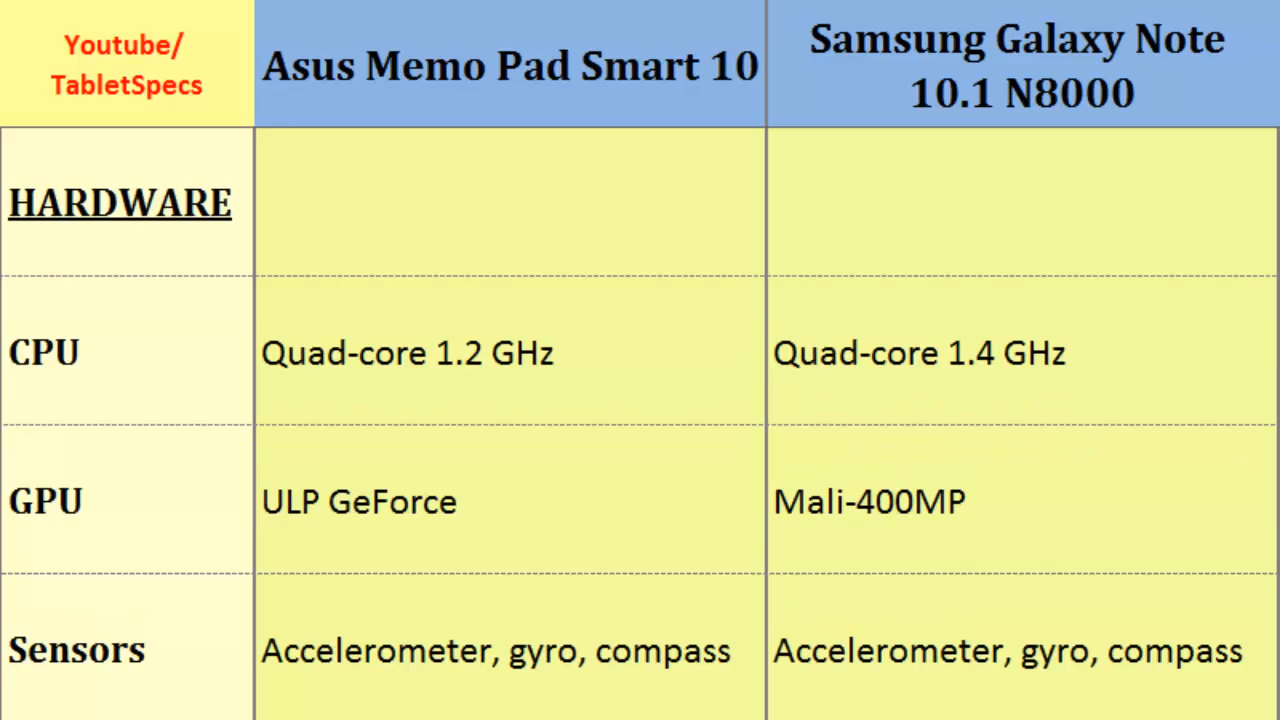 Youtube/
TabletSpecs
Asus Memo Pad Smart 10
Samsung Galaxy Note
10.1 N8000
HARDWARE
CPU
Quad-core 1.2 GHz
Quad-core 1.4 GHz
GPU
ULP GeForce
Mali-400MP
Sensors
Accelerometer, gyro, compass
Accelerometer, gyro, compass